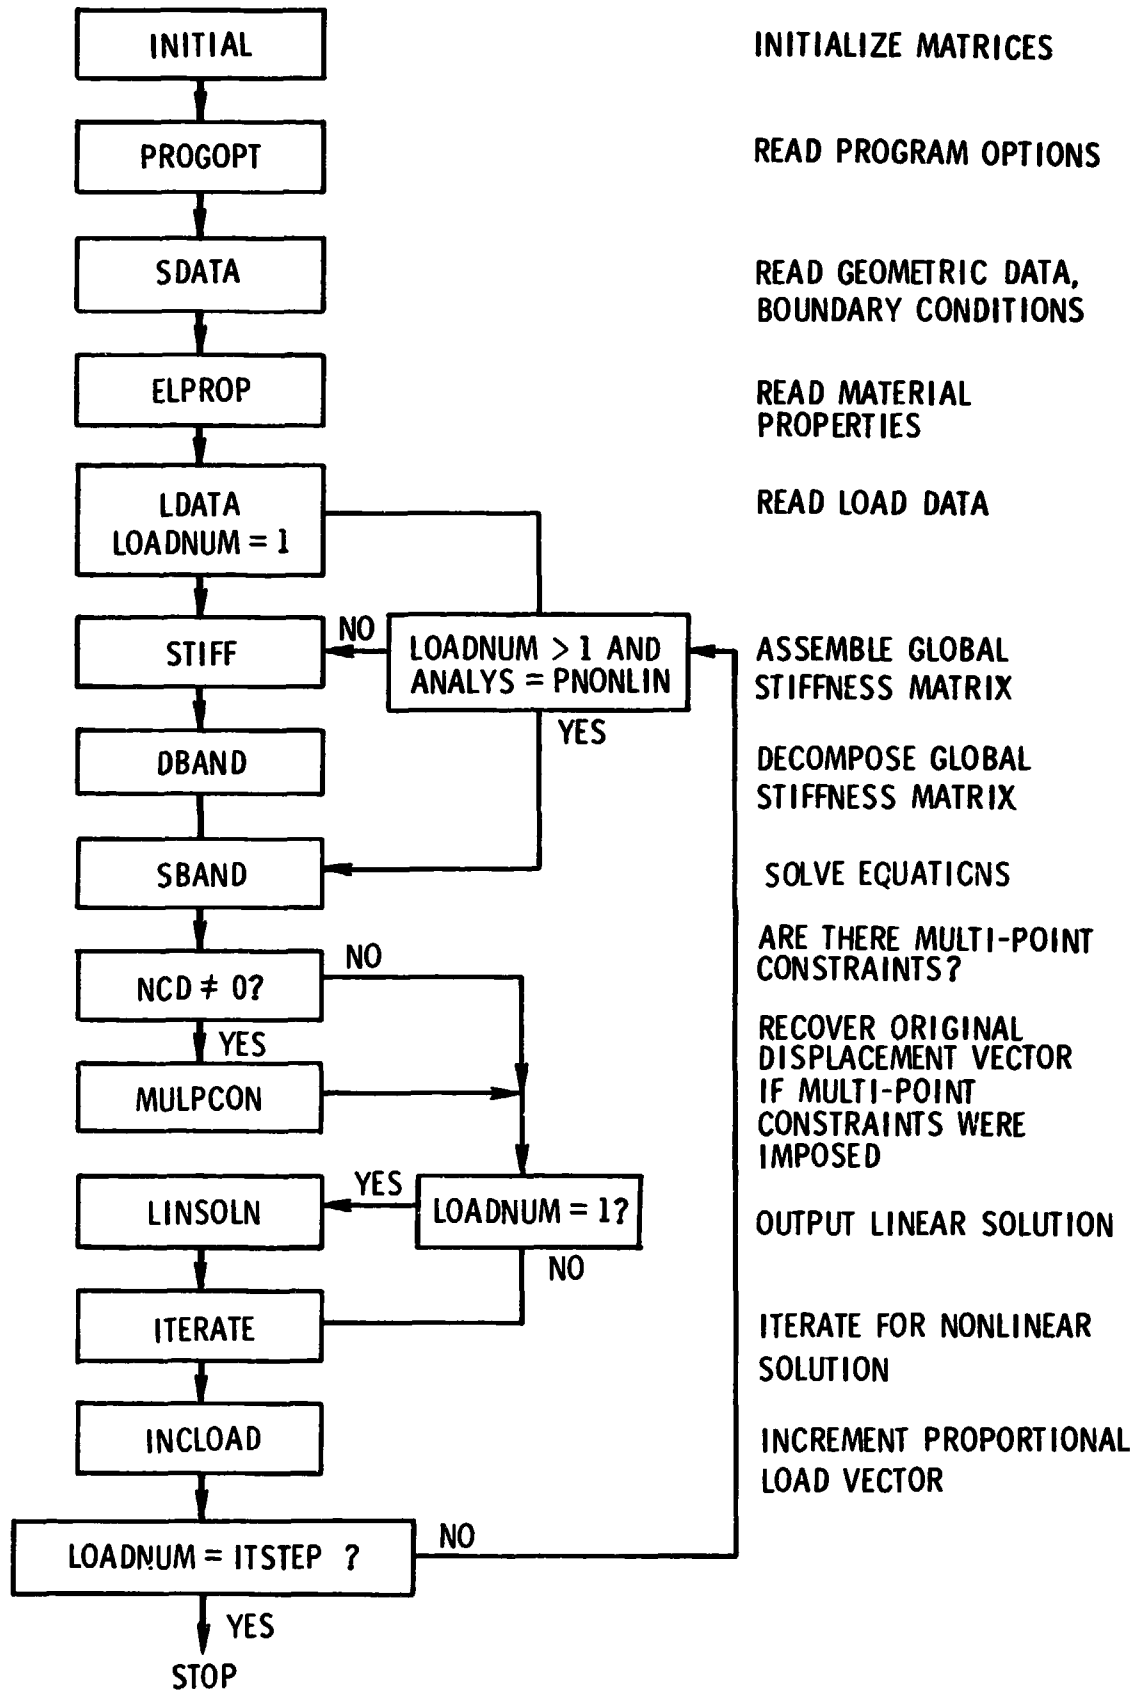 INITIAL
INITIALIZE MATRICES
PROGOPT
READ PROGRAM OPTIONS
SDATA
READ GEOMETRIC DATA,
BOUNDARY CONDITIONS
ELPROP
READ MATERIAL
PROPERTIES
LDATA
LOADNUM = 1
READ LOAD DATA
STIFF
NO
LOADNUM > 1 AND
ANALYS = PNONLIN
YES
ASSEMBLE GLOBAL
STIFFNESS MATRIX
DBAND
DECOMPOSE GLOBAL
STIFFNESS MATRIX
SBAND
SOLVE EQUATIONS
NCD ≠ 0?
NO
YES
ARE THERE MULTI-POINT
CONSTRAINTS?
MULPCON
RECOVER ORIGINAL
DISPLACEMENT VECTOR
IF MULTI-POINT
CONSTRAINTS WERE
IMPOSED
LINSOLN
YES
LOADNUM = 1?
NO
OUTPUT LINEAR SOLUTION
ITERATE
ITERATE FOR NONLINEAR
SOLUTION
INCLOAD
INCREMENT PROPORTIONAL
LOAD VECTOR
LOADNUM = ITSTEP ?
NO
YES
STOP